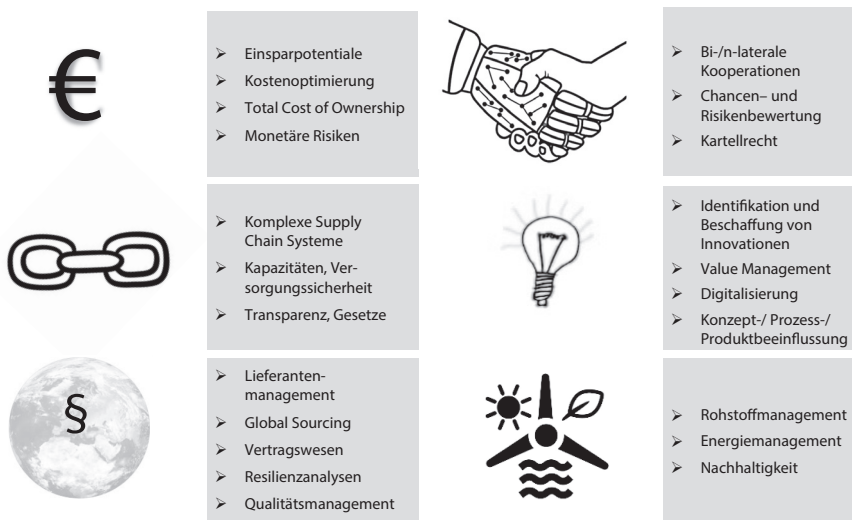 €
➢ Einsparpotentiale
➢ Kostenoptimierung
➢ Total Cost of Ownership
➢ Monetäre Risiken
➢ Bi-/n-laterale
Kooperationen
➢ Chancen– und
Risikenbewertung
➢ Kartellrecht
➢ Komplexe Supply
Chain Systeme
➢ Kapazitäten, Ver-
sorgungssicherheit
➢ Transparenz, Gesetze
➢ Identifikation und
Beschaffung von
Innovationen
➢ Value Management
➢ Digitalisierung
➢ Konzept-/ Prozess-/
Produktbeeinflussung
§
➢ Lieferanten-
management
➢ Global Sourcing
➢ Vertragswesen
➢ Resilienzanalysen
➢ Qualitätsmanagement
➢ Rohstoffmanagement
➢ Energiemanagement
➢ Nachhaltigkeit